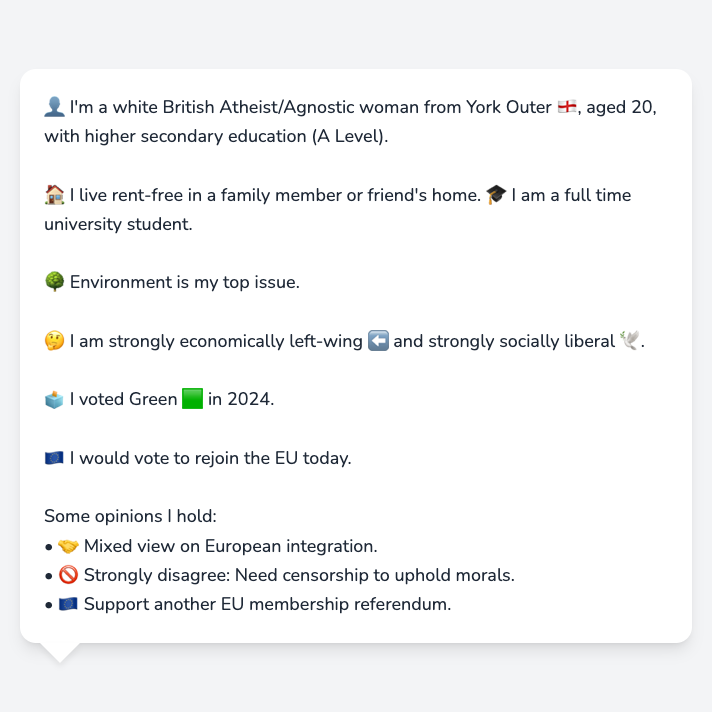 👤 I'm a white British Atheist/Agnostic woman from York Outer 🏴󠁧󠁢󠁥󠁮󠁧󠁿, aged 20,
with higher secondary education (A Level).
🏠 I live rent-free in a family member or friend's home. 🎓 I am a full time
university student.
🌳 Environment is my top issue.
🤔 I am strongly economically left-wing ⬅️ and strongly socially liberal 🕊️.
🗳️ I voted Green 🟩 in 2024.
🇪🇺 I would vote to rejoin the EU today.
Some opinions I hold:
• 🤝 Mixed view on European integration.
• 🚫 Strongly disagree: Need censorship to uphold morals.
• 🇪🇺 Support another EU membership referendum.